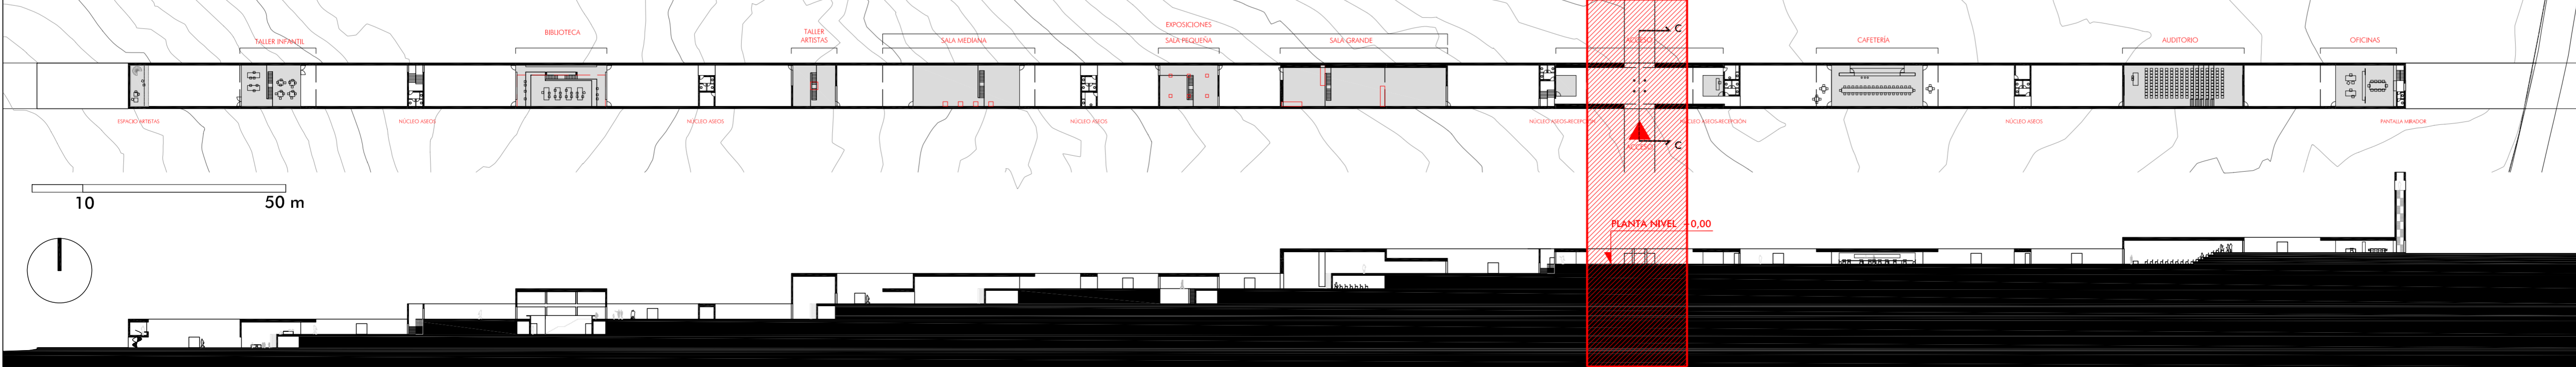 EXPOSICIONES
TALLER INFANTIL
BIBLIOTECA
TALLER
ARTISTAS
SALA MEDIANA
SALA PEQUEÑA
SALA GRANDE
ACCESO
C
CAFETERÍA
AUDITORIO
OFICINAS
ESPACIO ARTISTAS
NÚCLEO ASEOS
NÚCLEO ASEOS
NÚCLEO ASEOS
NÚCLEO ASEOS-RECEPCIÓN
NÚCLEO ASEOS-RECEPCIÓN
NÚCLEO ASEOS
PANTALLA MIRADOR
ACCESO
C
10
50 m
PLANTA NIVEL +0,00